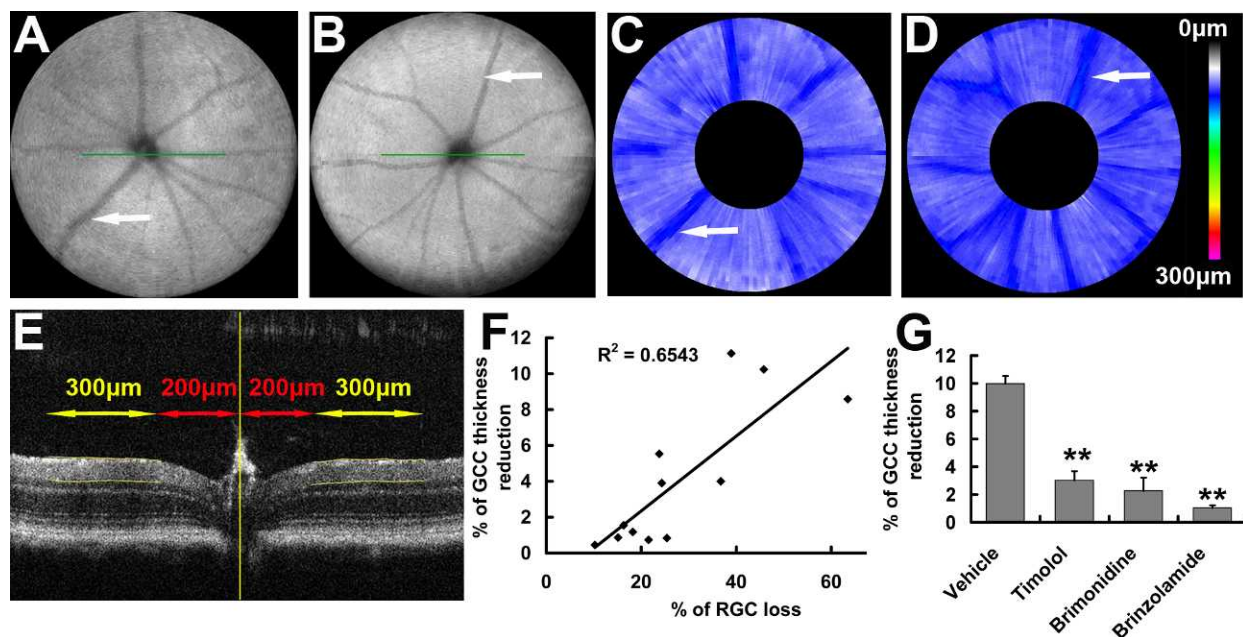 A
B
C
D
0µm
300µm
E
300µm 200µm 200µm 300µm
F
% of GCC thickness
reduction
12
10
8
6
4
2
0
R² = 0.6543
0 20 40 60
% of RGC loss
G
% of GCC thickness
reduction
12
10
8
6
4
2
0
**
**
**
Vehicle
Timolol
Brimonidine
Brinzolamide